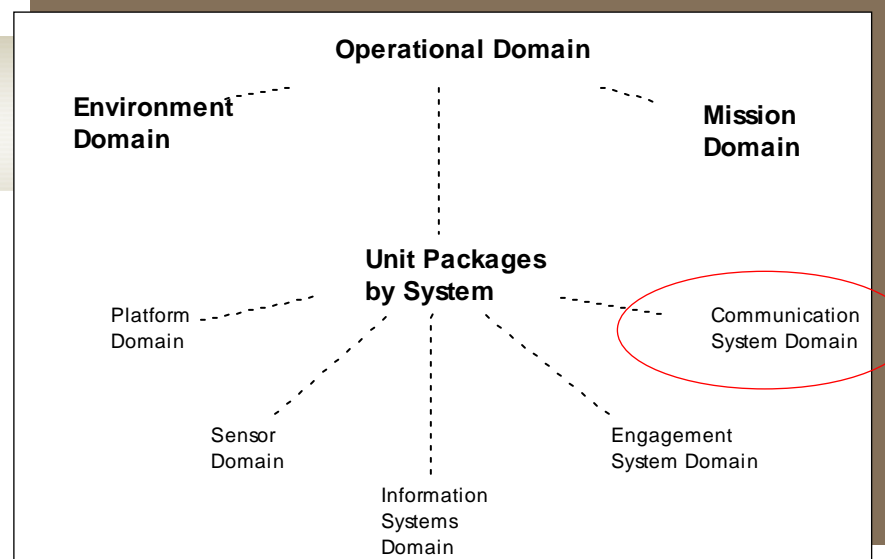 Operational Domain
Environment
Domain
Mission
Domain
Unit Packages
by System
Platform
Domain
Communication
System Domain
Sensor
Domain
Engagement
System Domain
Information
Systems
Domain